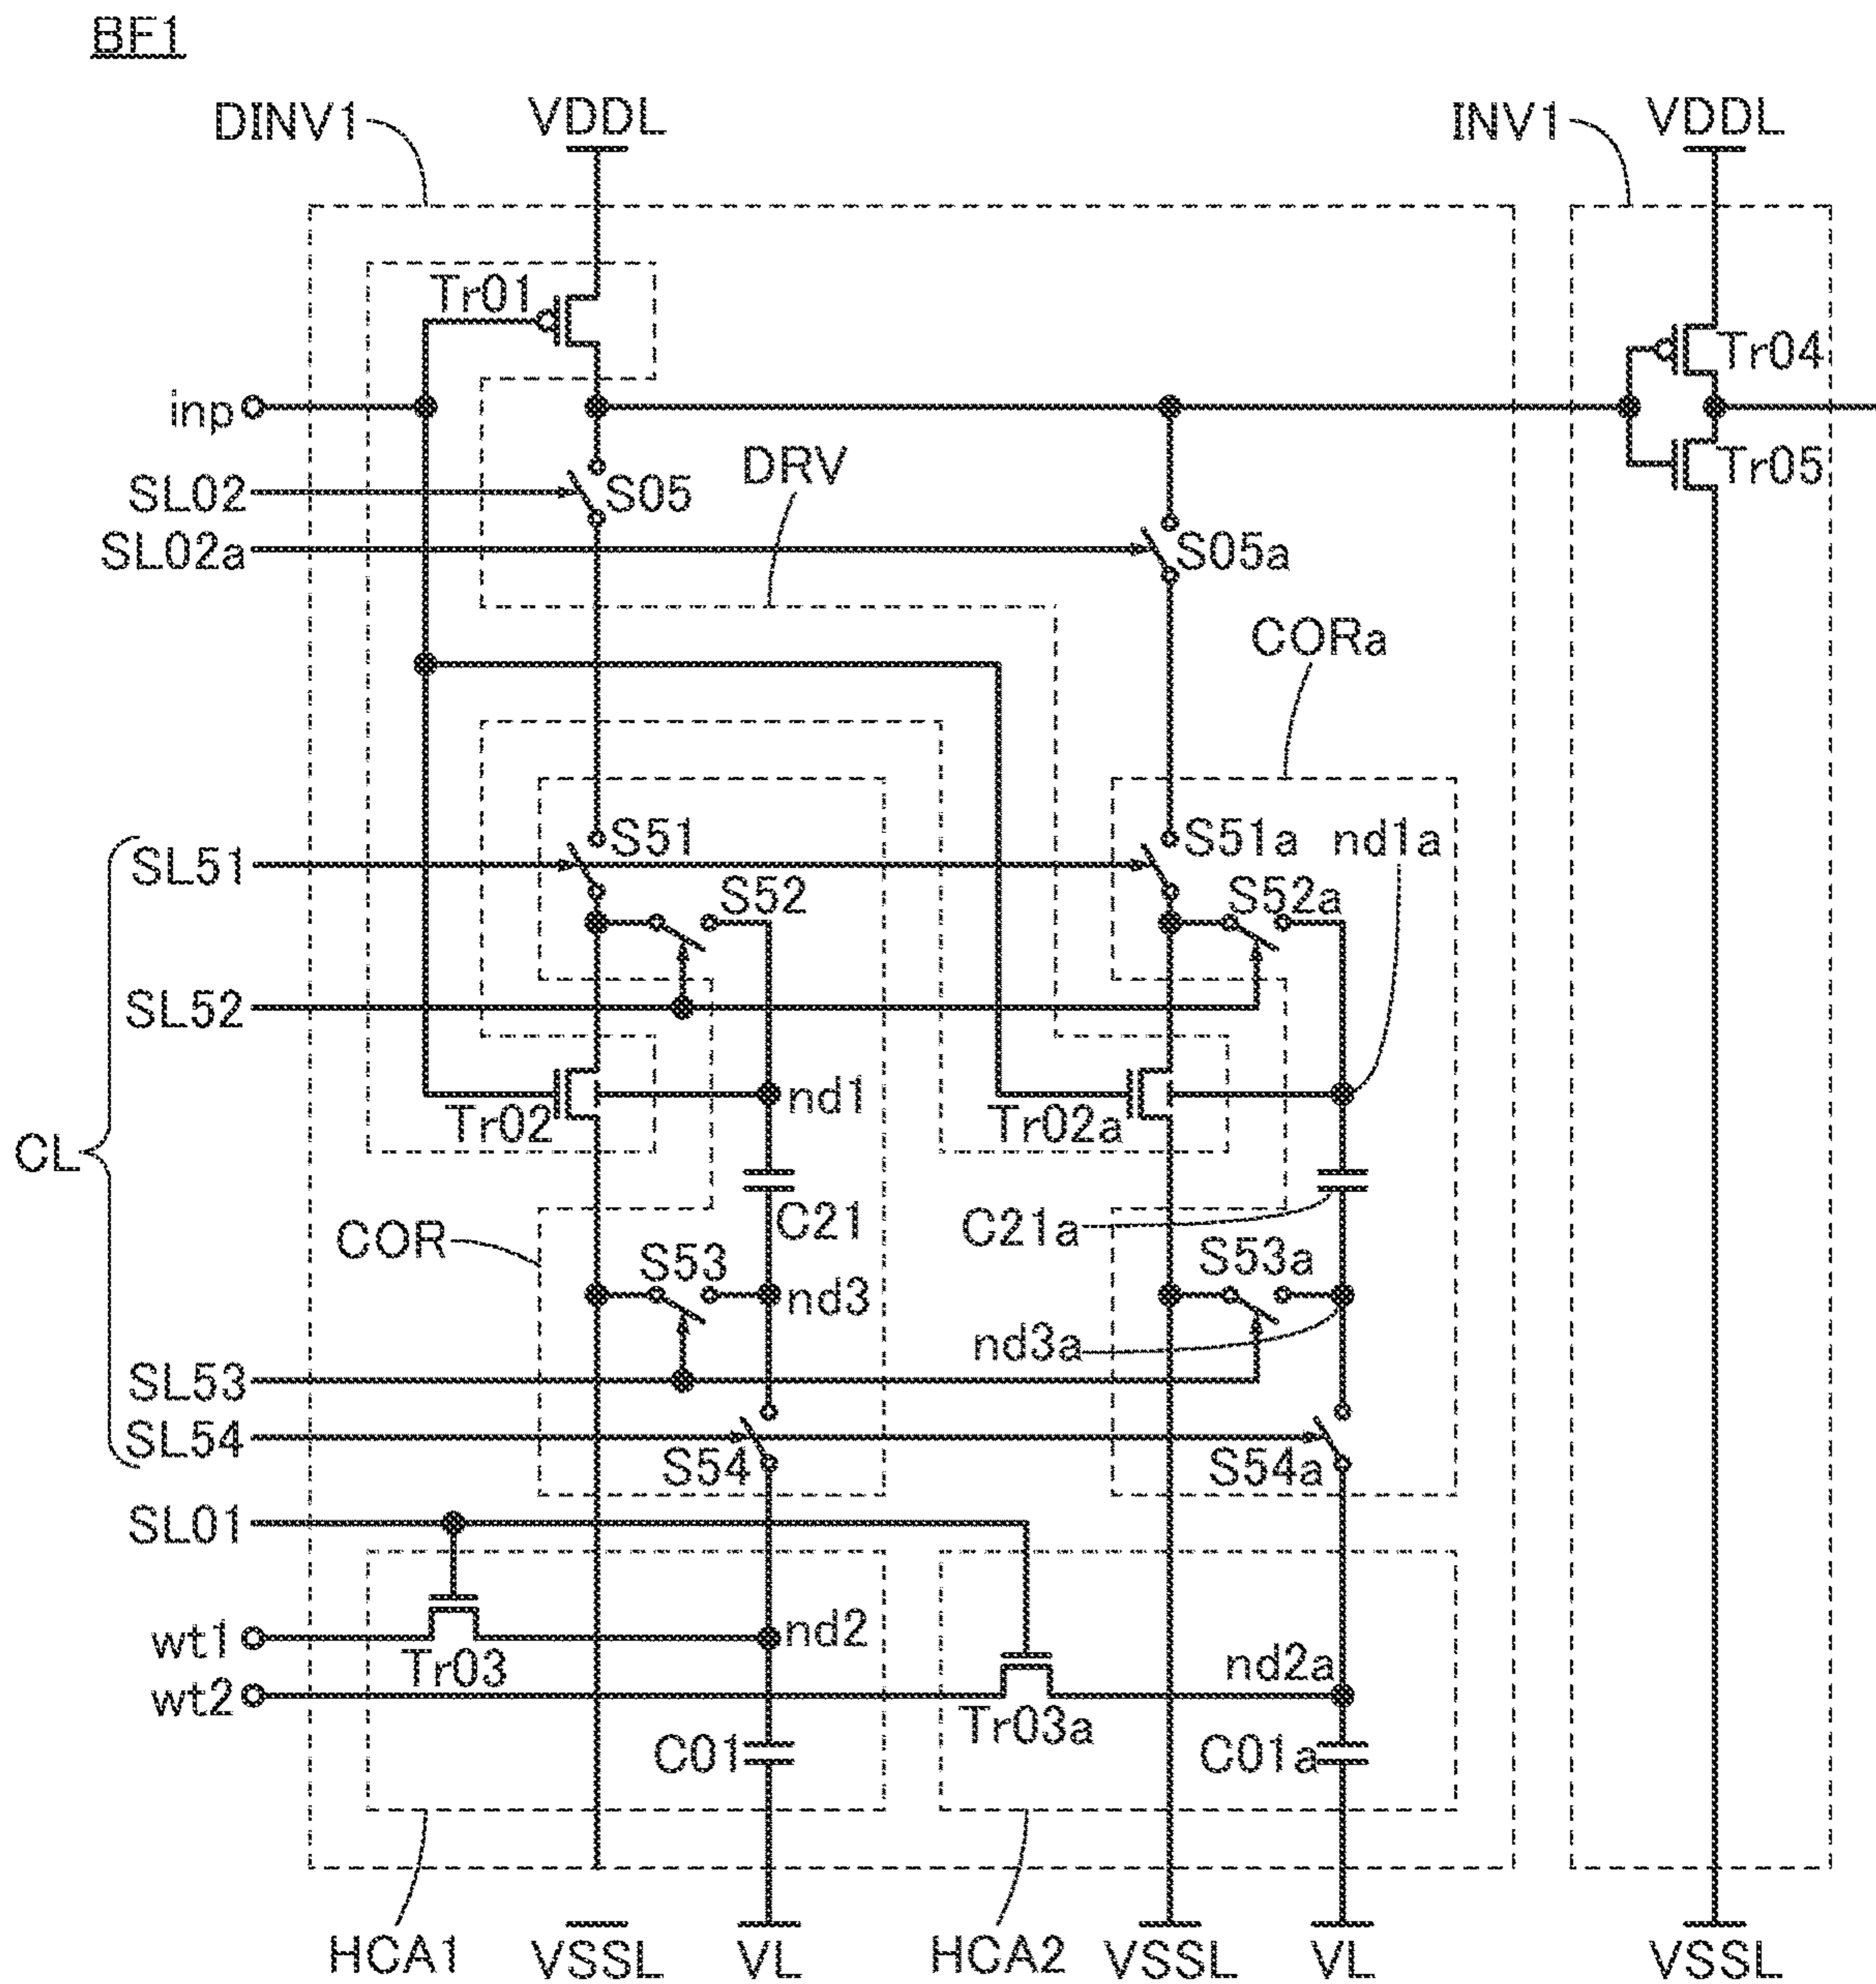 BF1
DINV1
VDDL
INV1
VDDL
Tr01
Tr04
inp
Tr05
DRV
SL02
S05
SL02a
S05a
CORa
S51
S51a
nd1a
SL51
S52
S52a
SL52
nd1
Tr02
Tr02a
CL
C21
C21a
COR
S53
S53a
nd3
nd3a
SL53
SL54
S54
S54a
SL01
wt1
nd2
Tr03
nd2a
wt2
Tr03a
C01
C01a
HCA1
VSSL
VL
HCA2
VSSL
VL
VSSL